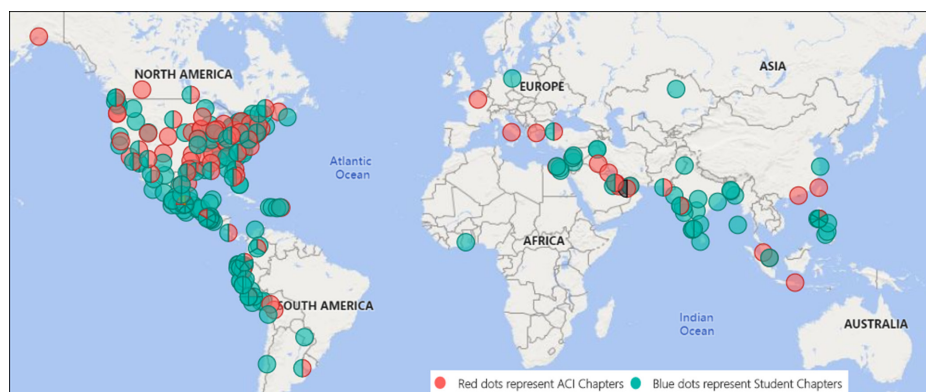 NORTH AMERICA
EUROPE
ASIA
Atlantic
Ocean
AFRICA
SOUTH AMERICA
Indian
Ocean
AUSTRALIA
Red dots represent ACI Chapters
Blue dots represent Student Chapters